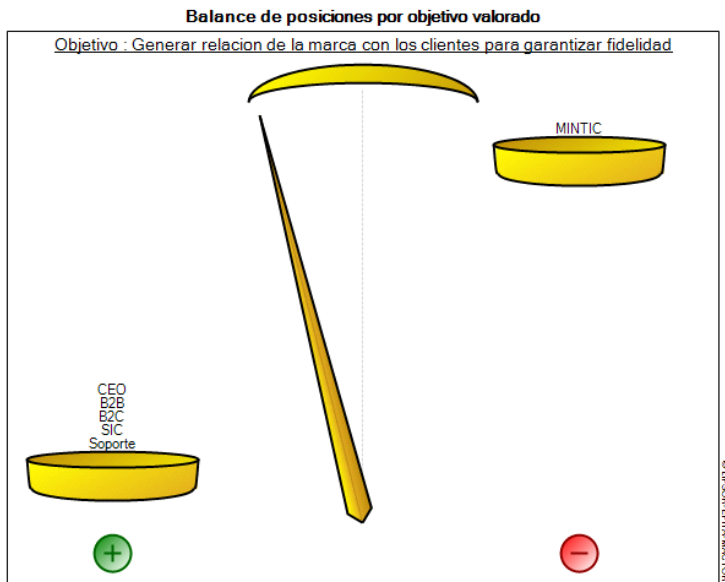 Balance de posiciones por objetivo valorado
Objetivo : Generar relacion de la marca con los clientes para garantizar fidelidad
MINTIC
CEO
B2B
B2C
SIC
Soporte